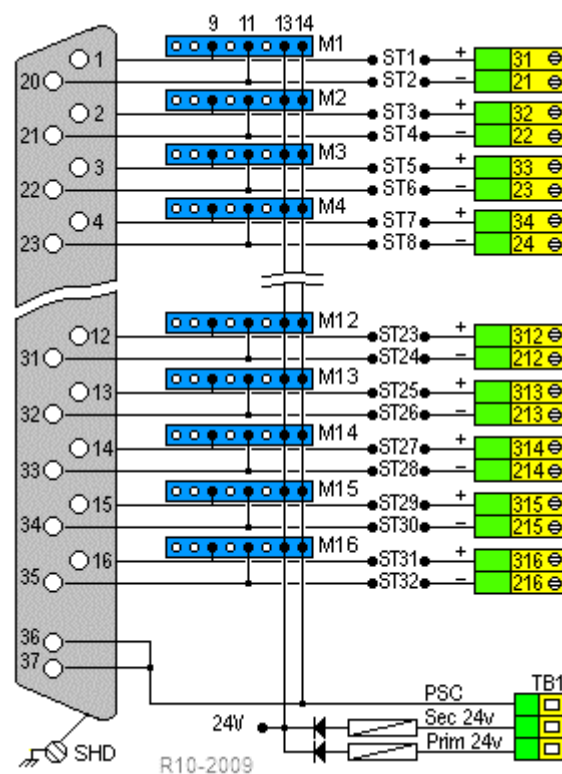 9 11 13 14
1 M1 ST1 + 31
20 ST2 − 21
2 M2 ST3 + 32
21 ST4 − 22
3 M3 ST5 + 33
22 ST6 − 23
4 M4 ST7 + 34
23 ST8 − 24
12 M12 ST23 + 312
31 ST24 − 212
13 M13 ST25 + 313
32 ST26 − 213
14 M14 ST27 + 314
33 ST28 − 214
15 M15 ST29 + 315
34 ST30 − 215
16 M16 ST31 + 316
35 ST32 − 216
36
37
PSC TB1
24V Sec 24v
SHD Prim 24v
R10-2009